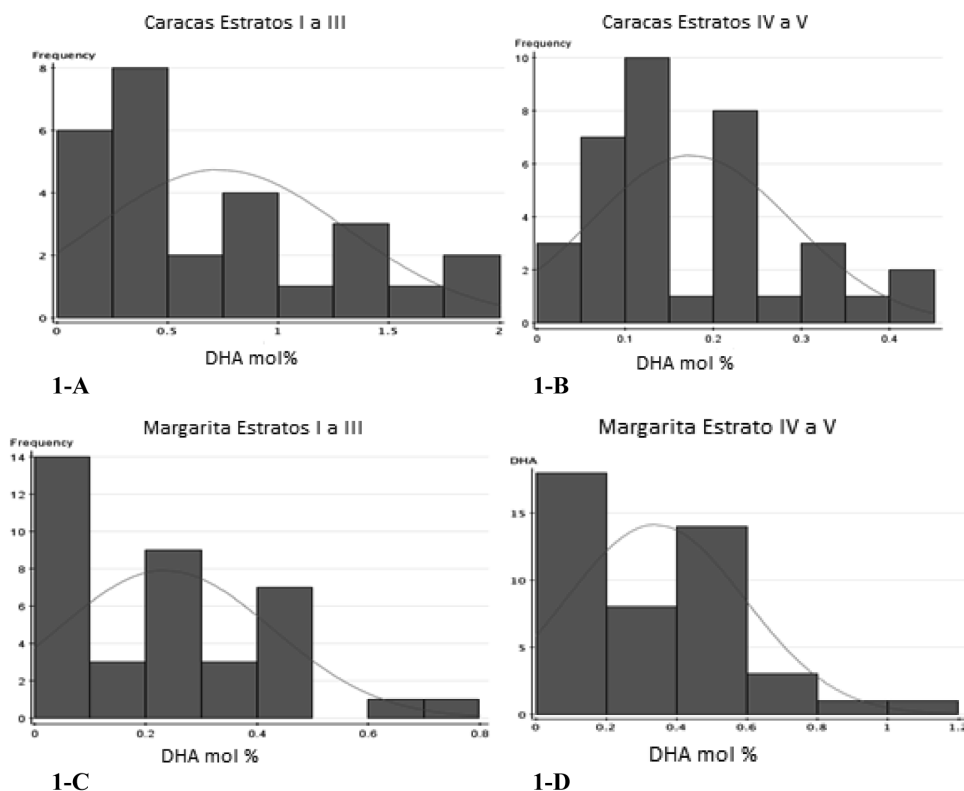 Caracas Estratos I a III
Frequency
8
6
4
2
0
0 0.5 1 1.5 2
DHA mol%
1-A
Caracas Estratos IV a V
Frequency
10
8
6
4
2
0
0 0.1 0.2 0.3 0.4
DHA mol %
1-B
Margarita Estratos I a III
Frequency
14
12
10
8
6
4
2
0
0 0.2 0.4 0.6 0.8
DHA mol %
1-C
Margarita Estrato IV a V
DHA
15
10
5
0
0 0.2 0.4 0.6 0.8 1 1.2
DHA mol %
1-D